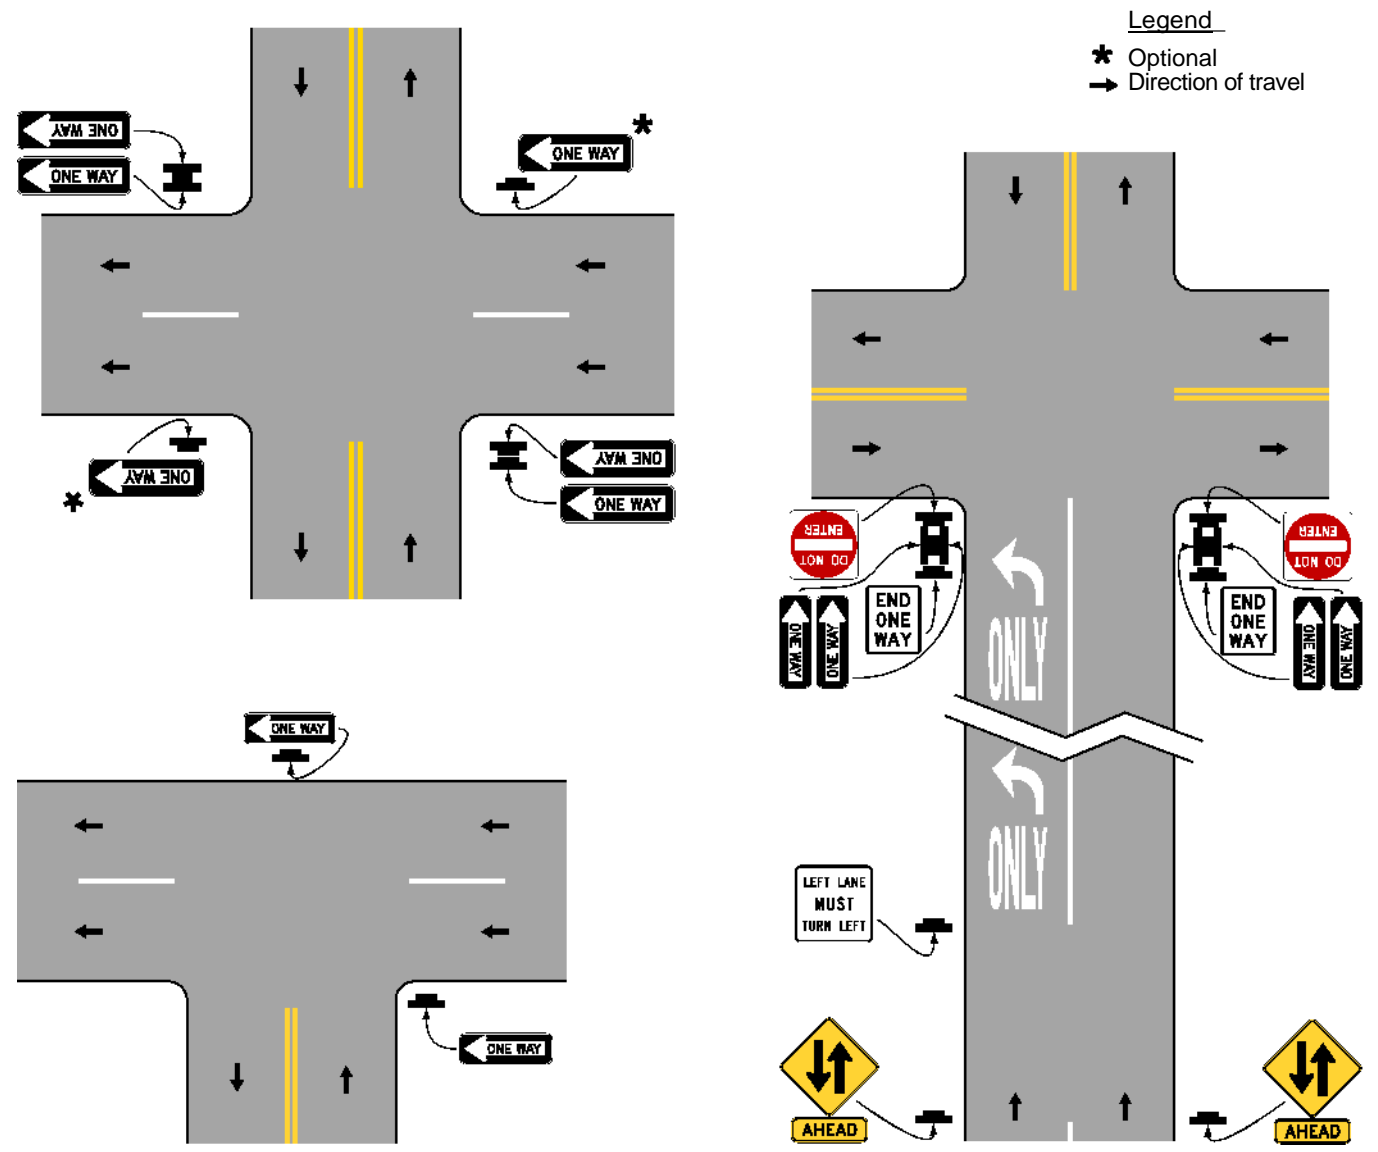 Legend
* Optional
Direction of travel
ONE WAY
ONE WAY
ONE WAY
*
ONE WAY
*
ONE WAY
ONE WAY
DO NOT
ENTER
DO NOT
ENTER
ONE WAY
ONE WAY
END
ONE
WAY
END
ONE
WAY
ONE WAY
ONE WAY
ONLY
ONE WAY
ONLY
LEFT LANE
MUST
TURN LEFT
ONE WAY
AHEAD
AHEAD